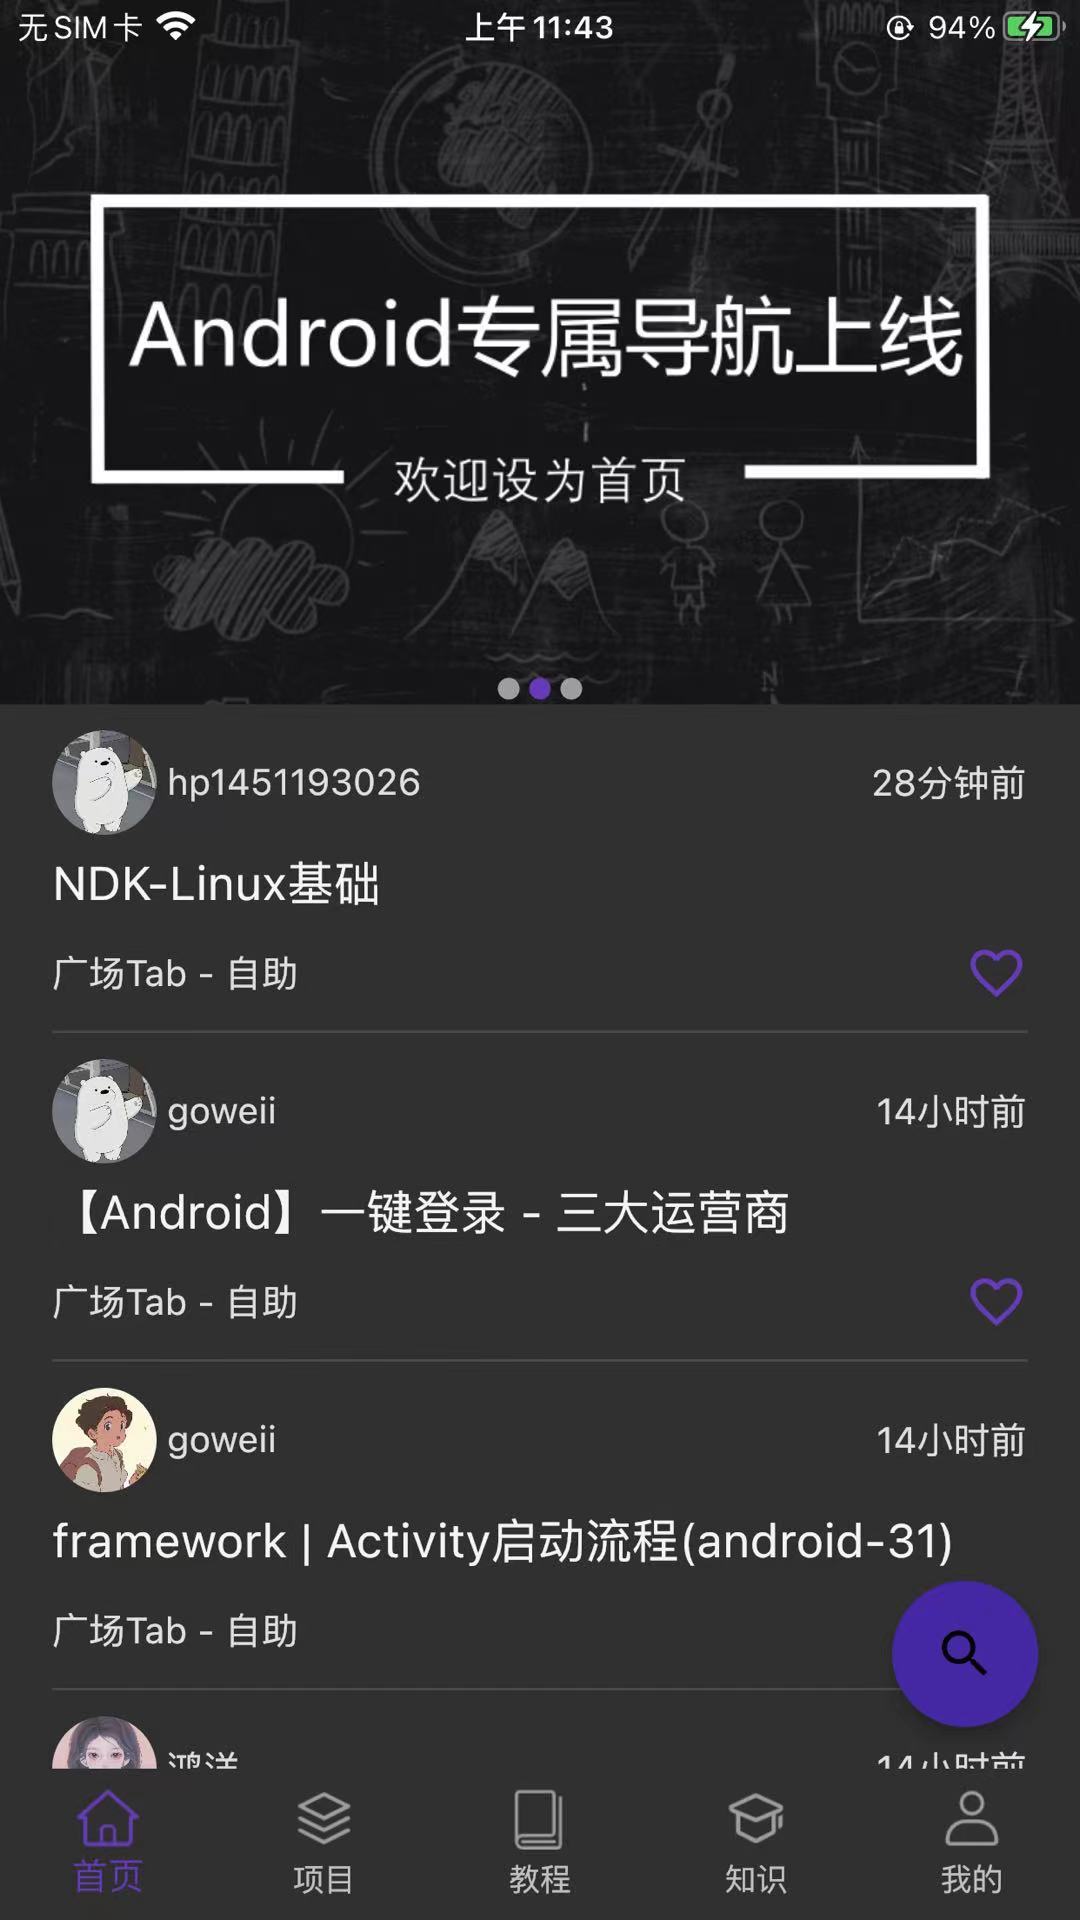 无SIM卡
上午11:43
94%
Android专属导航上线
欢迎设为首页
hp1451193026
28分钟前
NDK-Linux基础
广场Tab - 自助
goweii
14小时前
【Android】一键登录 - 三大运营商
广场Tab - 自助
goweii
14小时前
framework | Activity启动流程(android-31)
广场Tab - 自助
鸿洋
14小时前
首页
项目
教程
知识
我的